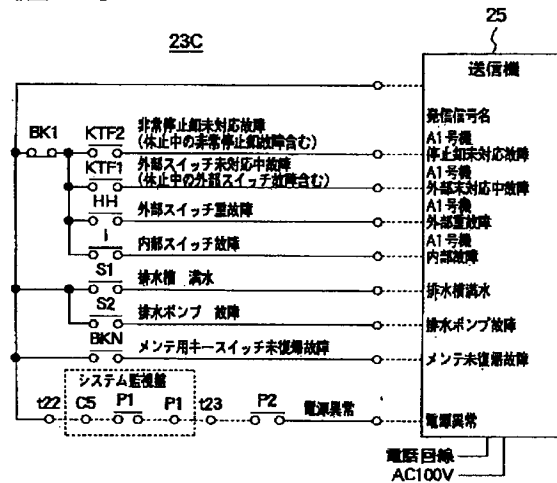 25
23C
送信機
発信信号名
BK1
KTF2
非常停止釦未対応故障
(休止中の非常停止釦故障含む)
A1号機
停止釦未対応故障
KTF1
外部スイッチ未対応中故障
(休止中の外部スイッチ故障含む)
A1号機
外部未対応中故障
HH
外部スイッチ重故障
A1号機
外部重故障
I
内部スイッチ故障
A1号機
内部故障
S1
排水槽 満水
排水槽満水
S2
排水ポンプ 故障
排水ポンプ故障
BKN
メンテ用キースイッチ未復帰故障
メンテ未復帰故障
システム監視盤
t22
C5
P1
P1
t23
P2
電源異常
電源異常
電話回線
AC100V